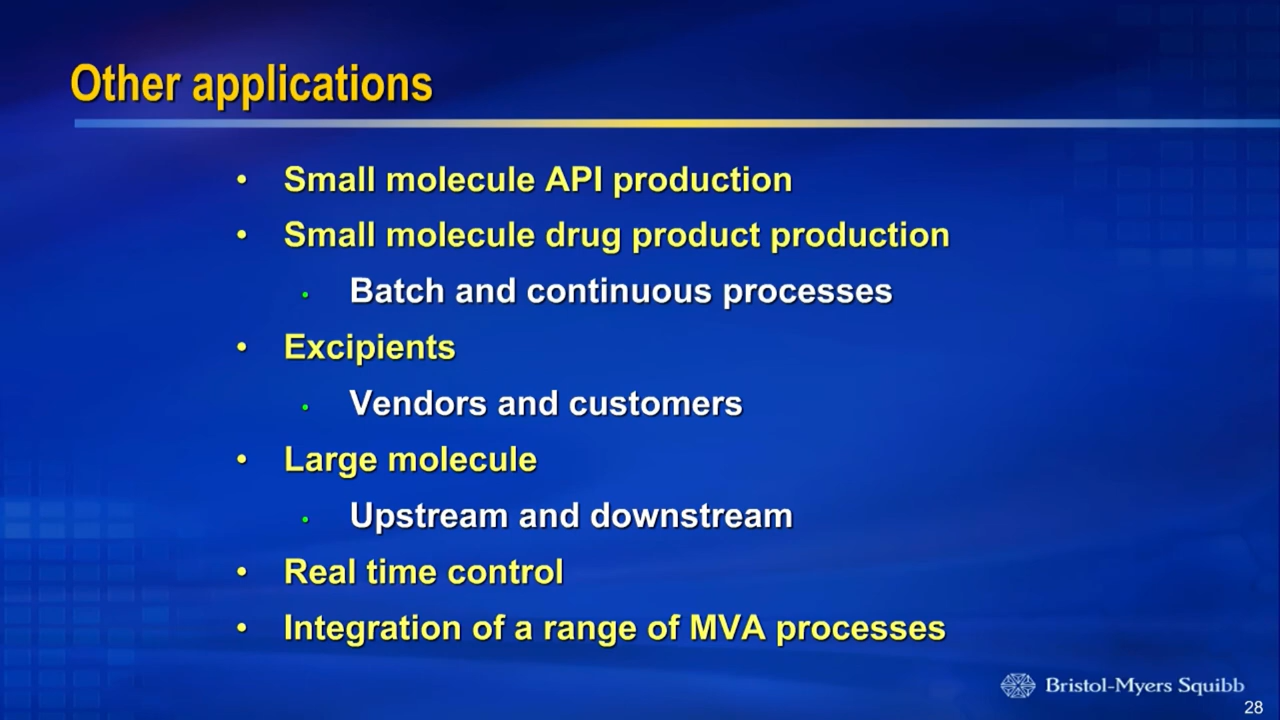 Other applications
• Small molecule API production
• Small molecule drug product production
• Batch and continuous processes
• Excipients
• Vendors and customers
• Large molecule
• Upstream and downstream
• Real time control
• Integration of a range of MVA processes
Bristol-Myers Squibb
28